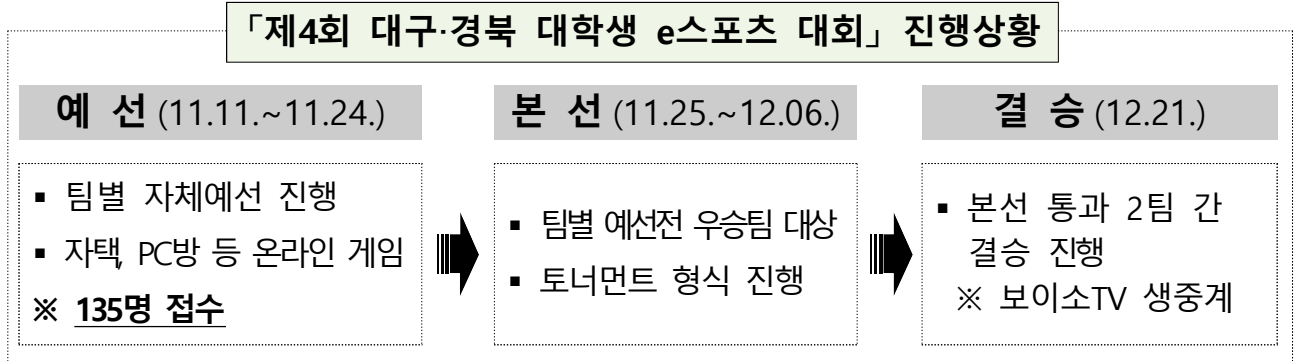 「제4회 대구·경북 대학생 e스포츠 대회」 진행상황
예 선 (11.11.~11.24.)
▪ 팀별 자체예선 진행
▪ 자택, PC방 등 온라인 게임
※ 135명 접수
본 선 (11.25.~12.06.)
▪ 팀별 예선전 우승팀 대상
▪ 토너먼트 형식 진행
결 승 (12.21.)
▪ 본선 통과 2팀 간
결승 진행
※ 보이소TV 생중계